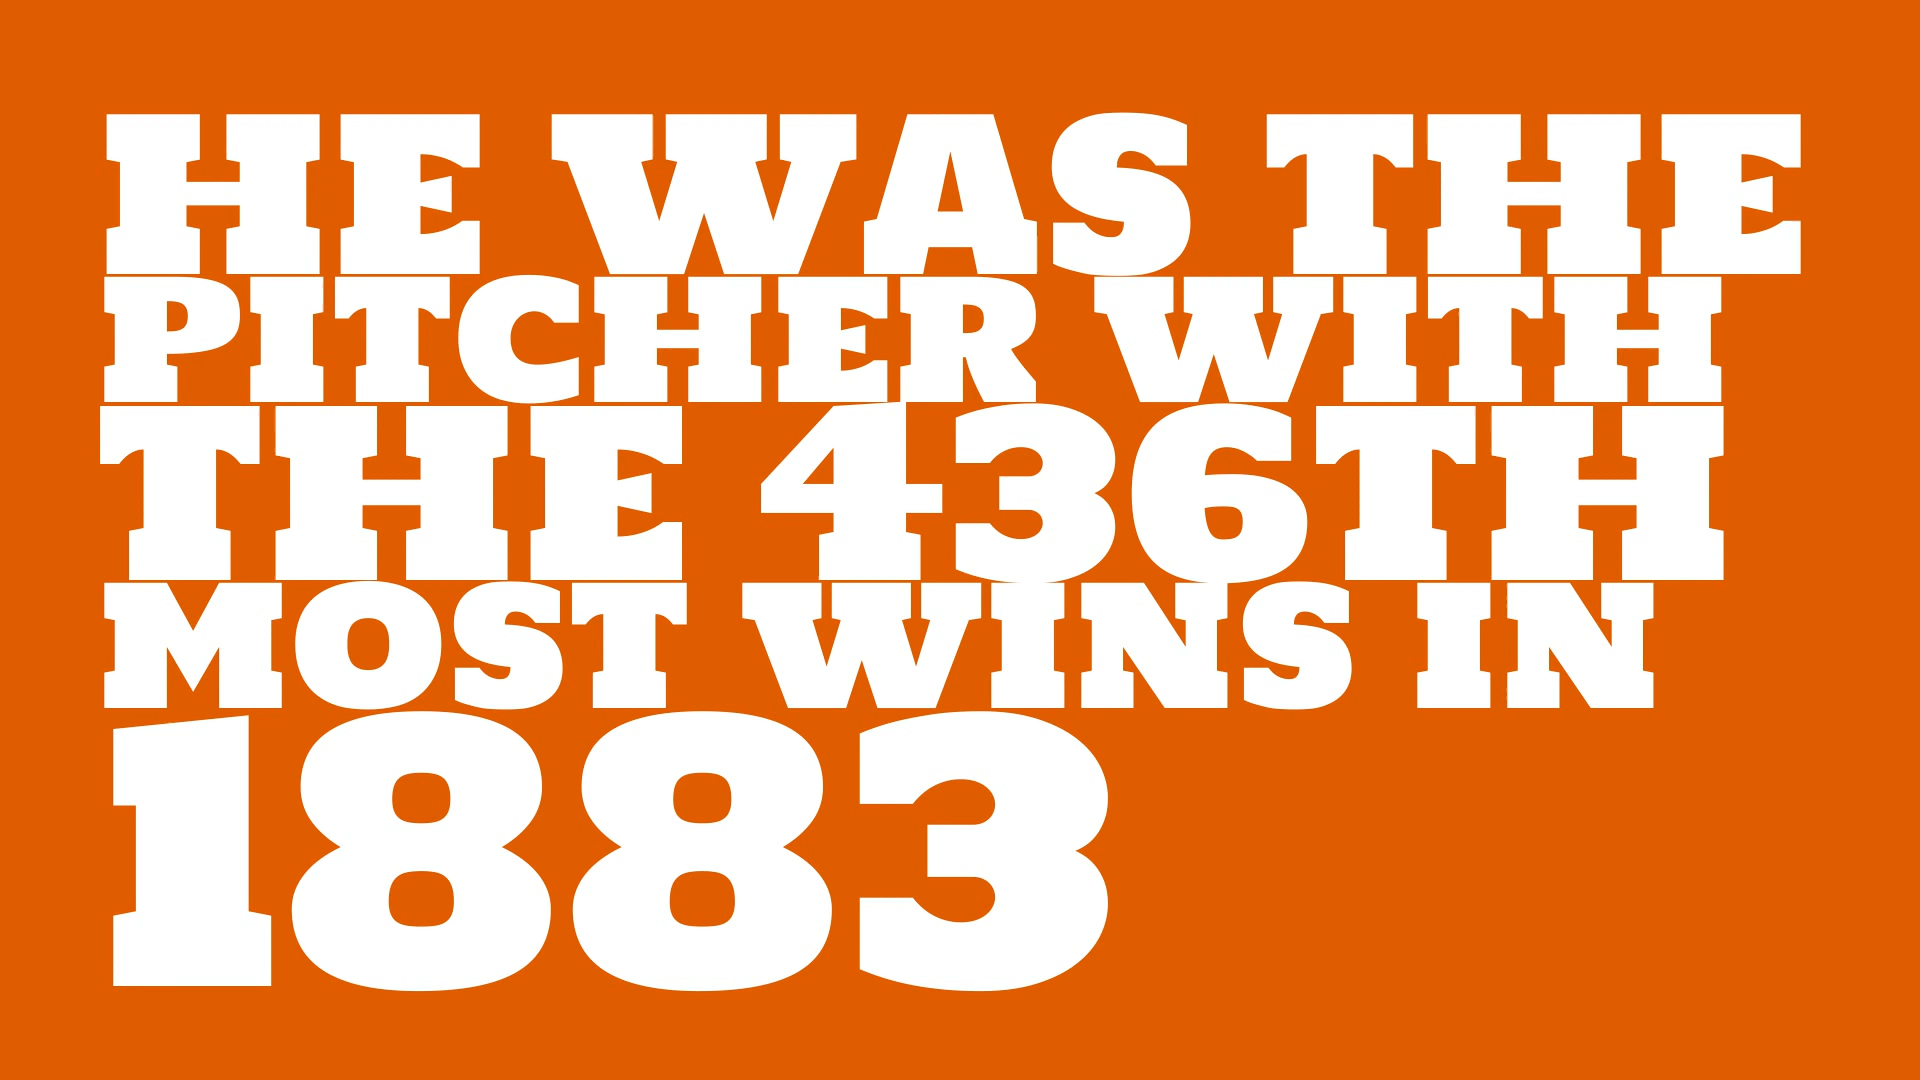 HE WAS THE
PITCHER WITH
THE 436TH
MOST WINS IN
1883